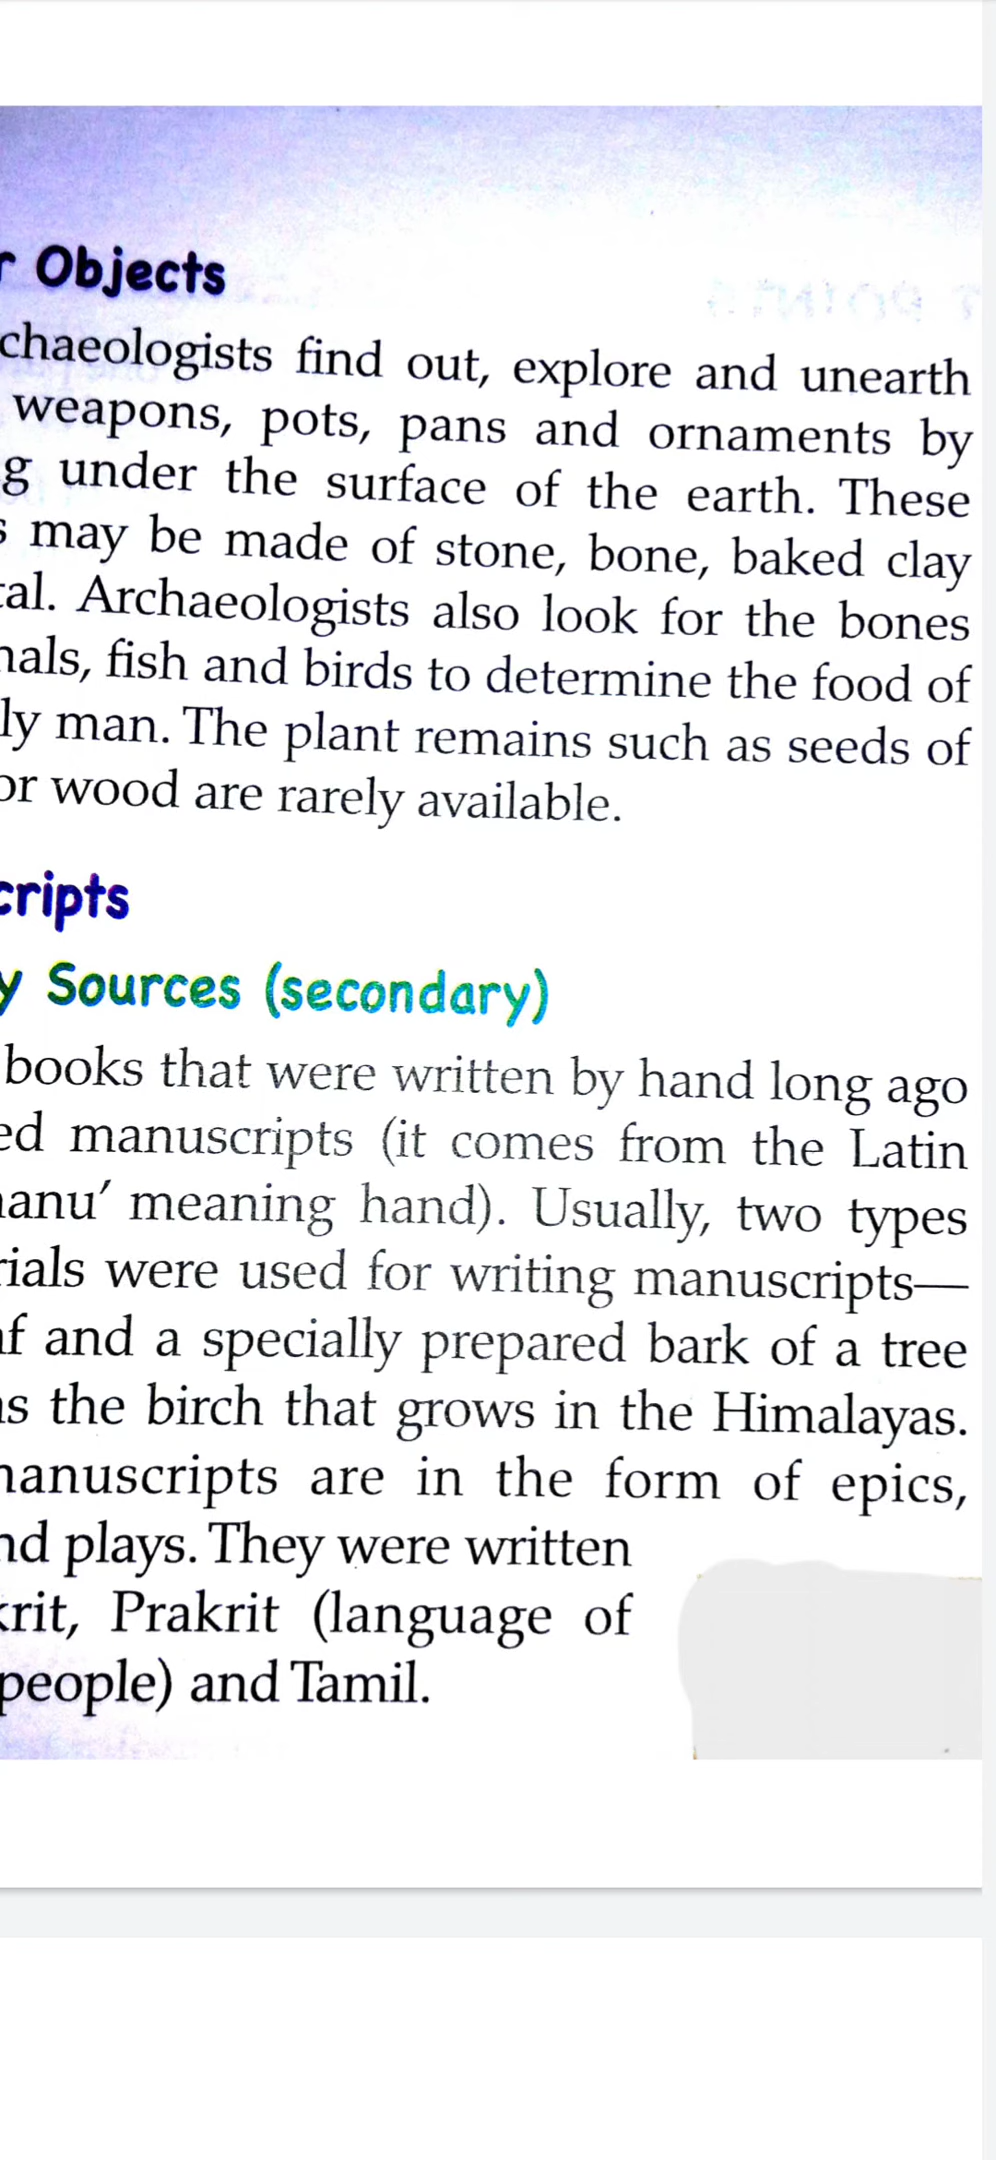 Objects
chaeologists find out, explore and unearth
weapons, pots, pans and ornaments by
g under the surface of the earth. These
s may be made of stone, bone, baked clay
tal. Archaeologists also look for the bones
nals, fish and birds to determine the food of
ly man. The plant remains such as seeds of
or wood are rarely available.
cripts
y Sources (secondary)
books that were written by hand long ago
ed manuscripts (it comes from the Latin
anu' meaning hand). Usually, two types
rials were used for writing manuscripts—
af and a specially prepared bark of a tree
as the birch that grows in the Himalayas.
manuscripts are in the form of epics,
nd plays. They were written
krit, Prakrit (language of
people) and Tamil.